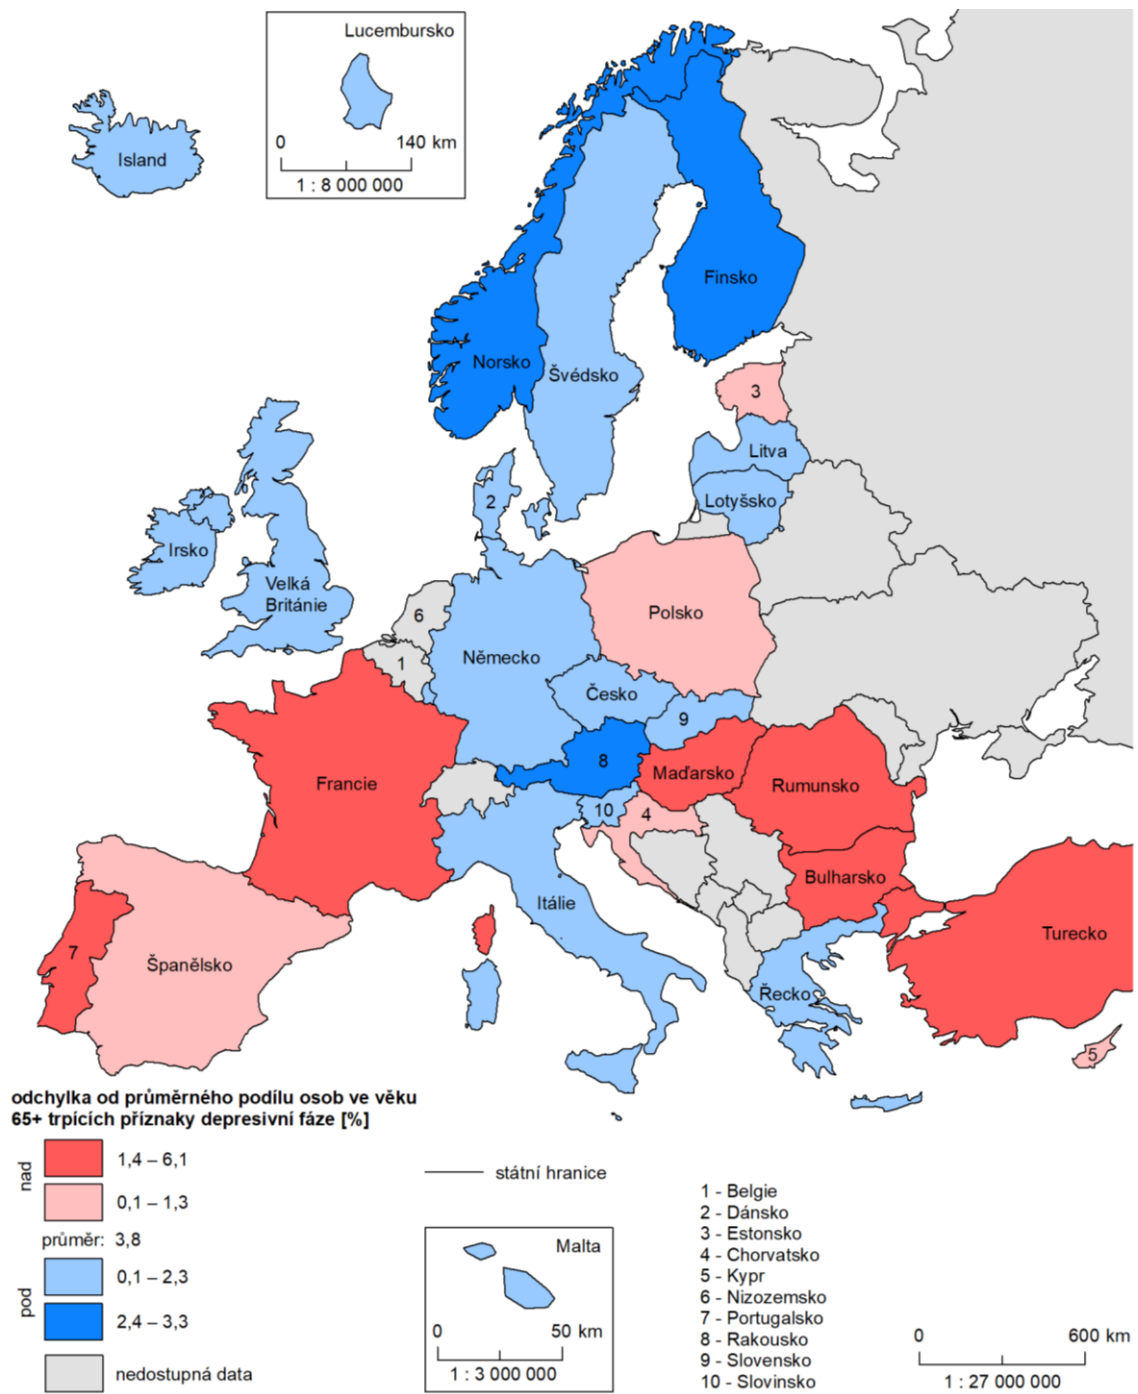 Lucembursko
0 140 km
1 : 8 000 000
Island
Finsko
Norsko
Švédsko
3
Litva
2
Lotyšsko
Irsko
Velká
Británie
6
Polsko
1
Německo
Česko
9
8
Maďarsko
Francie
Rumunsko
10
4
Bulharsko
Itálie
Turecko
7
Španělsko
Řecko
5
odchylka od průměrného podílu osob ve věku
65+ trpících příznaky depresivní fáze [%]
nad
1,4 – 6,1
0,1 – 1,3
průměr: 3,8
pod
0,1 – 2,3
2,4 – 3,3
nedostupná data
státní hranice
Malta
0 50 km
1 : 3 000 000
1 - Belgie
2 - Dánsko
3 - Estonsko
4 - Chorvatsko
5 - Kypr
6 - Nizozemsko
7 - Portugalsko
8 - Rakousko
9 - Slovensko
10 - Slovinsko
0 600 km
1 : 27 000 000